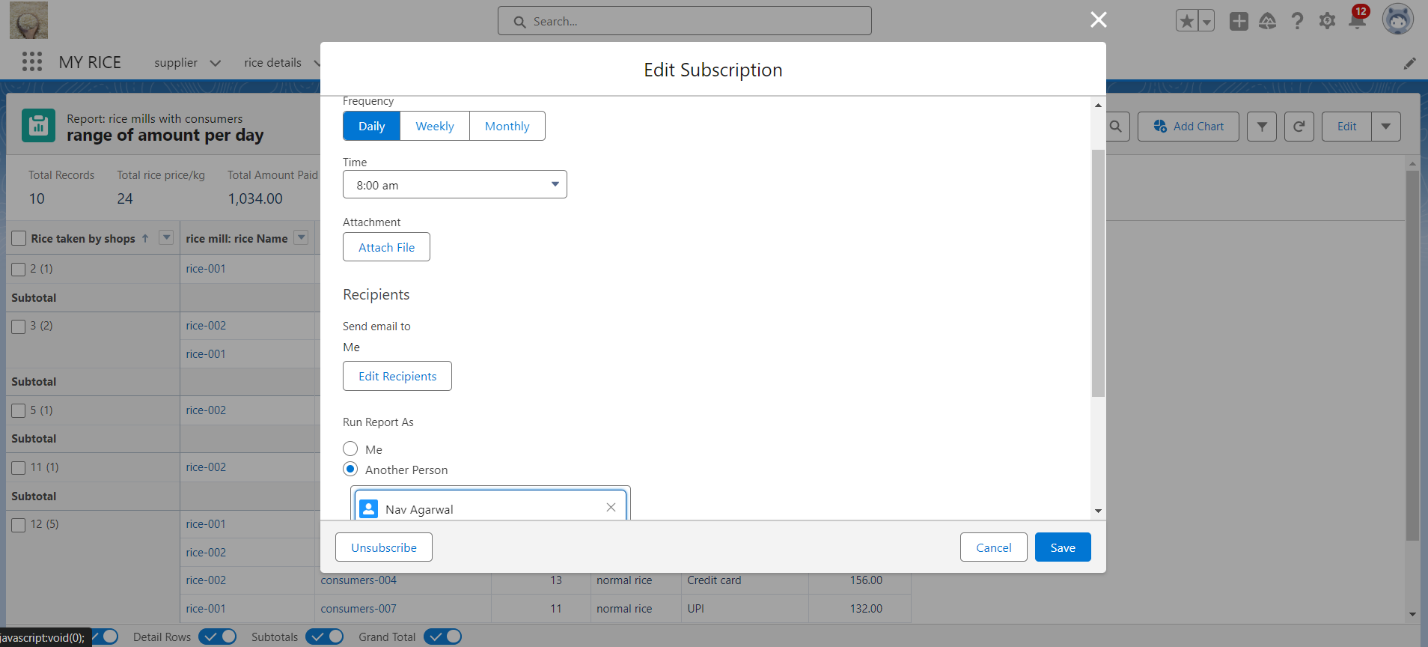 Search...
12
MY RICE
supplier
rice details
Edit Subscription
Report: rice mills with consumers
range of amount per day
Add Chart
Edit
Total Records
Total rice price/kg
Total Amount Paid
10
24
1,034.00
Rice taken by shops ↑
rice mill: rice Name
2 (1)
rice-001
Subtotal
3 (2)
rice-002
rice-001
Subtotal
5 (1)
rice-002
Subtotal
11 (1)
rice-002
Subtotal
12 (5)
rice-001
rice-002
rice-002
consumers-004
13
normal rice
Credit card
156.00
rice-001
consumers-007
11
normal rice
UPI
132.00
Frequency
Daily
Weekly
Monthly
Time
8:00 am
Attachment
Attach File
Recipients
Send email to
Me
Edit Recipients
Run Report As
Me
Another Person
Nav Agarwal
Unsubscribe
Cancel
Save
javascript:void(0);
Detail Rows
Subtotals
Grand Total